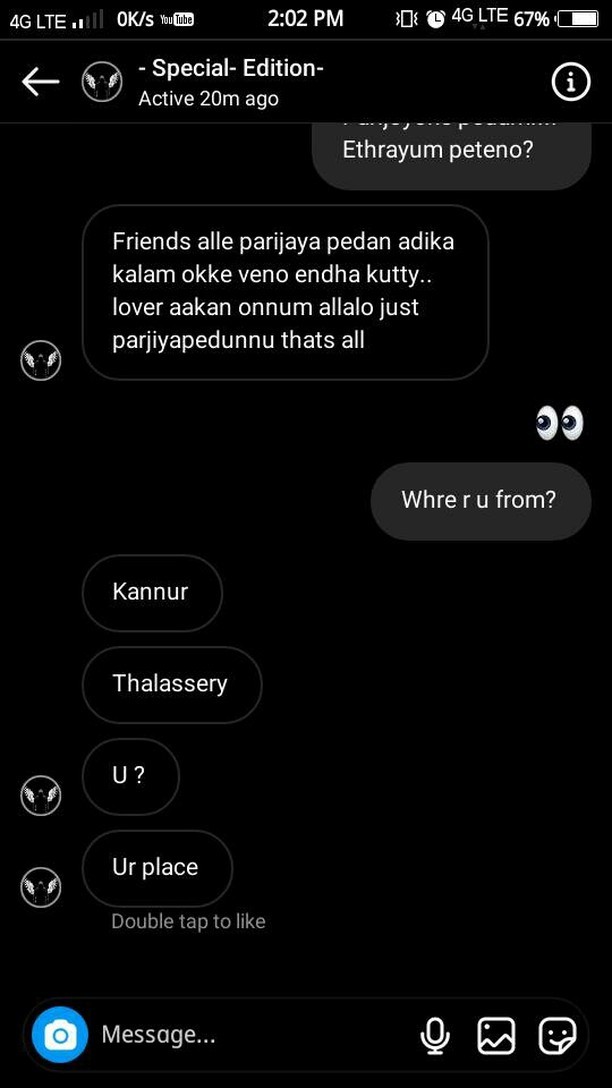 4G LTE 0K/s YouTube 2:02 PM 4G LTE 67%
- Special- Edition-
Active 20m ago
Ethrayum peteno?
Friends alle parijaya pedan adika
kalam okke veno endha kutty..
lover aakan onnum allalo just
parjiyapedunnu thats all
Whre r u from?
Kannur
Thalassery
U ?
Ur place
Double tap to like
Message...